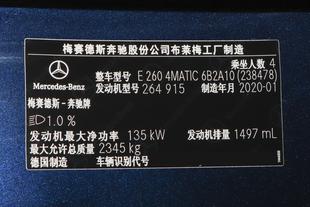 梅赛德斯奔驰股份公司布莱梅工厂制造
乘坐人数 4
Mercedes-Benz
整车型号 E 260 4MATIC 6B2A10 (238478)
发动机型号 264 915 制造年月 2020-01
1.0 %
梅赛德斯－奔驰牌
发动机最大净功率 135 kW 发动机排量 1497 mL
最大允许总质量 2345 kg
德国制造 车辆识别代号